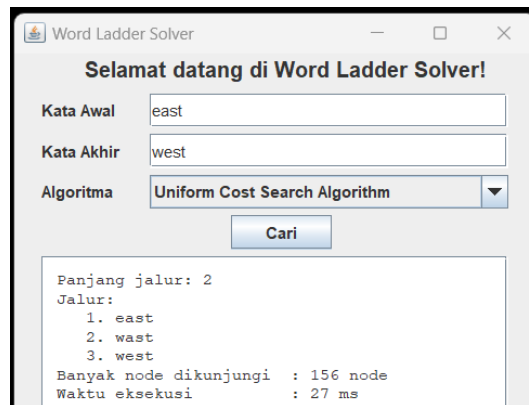 Word Ladder Solver
Selamat datang di Word Ladder Solver!
Kata Awal east
Kata Akhir west
Algoritma Uniform Cost Search Algorithm
Cari
Panjang jalur: 2
Jalur:
1. east
2. wast
3. west
Banyak node dikunjungi : 156 node
Waktu eksekusi : 27 ms